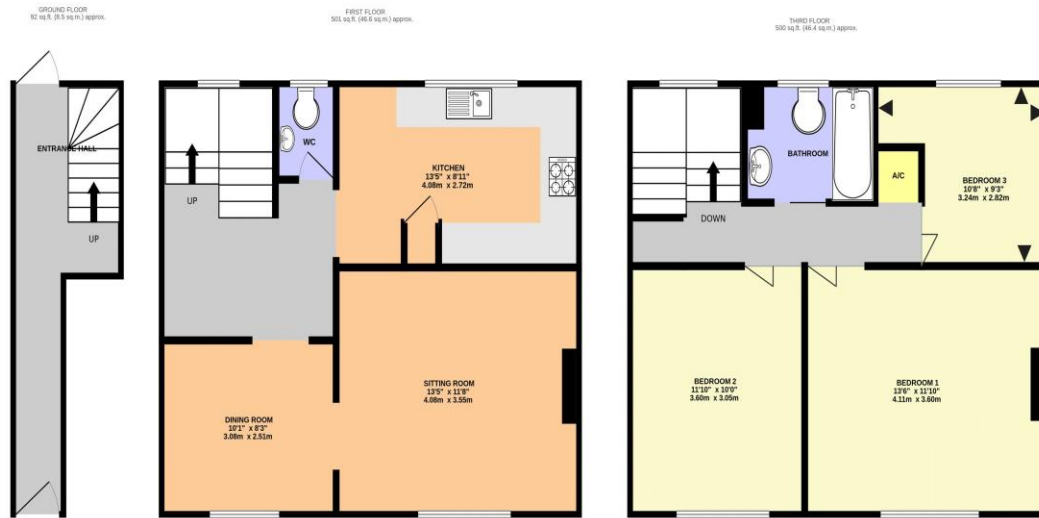 GROUND FLOOR
92 sq.ft. (8.5 sq.m.) approx.
ENTRANCE HALL
UP
FIRST FLOOR
501 sq.ft. (46.6 sq.m.) approx.
UP
WC
KITCHEN
13'5" x 8'11"
4.08m x 2.72m
SITTING ROOM
13'5" x 11'8"
4.08m x 3.55m
DINING ROOM
10'1" x 8'3"
3.08m x 2.51m
THIRD FLOOR
500 sq.ft. (46.4 sq.m.) approx.
DOWN
BATHROOM
A/C
BEDROOM 3
10'8" x 9'3"
3.24m x 2.82m
BEDROOM 2
11'10" x 10'0"
3.60m x 3.05m
BEDROOM 1
13'6" x 11'10"
4.11m x 3.60m